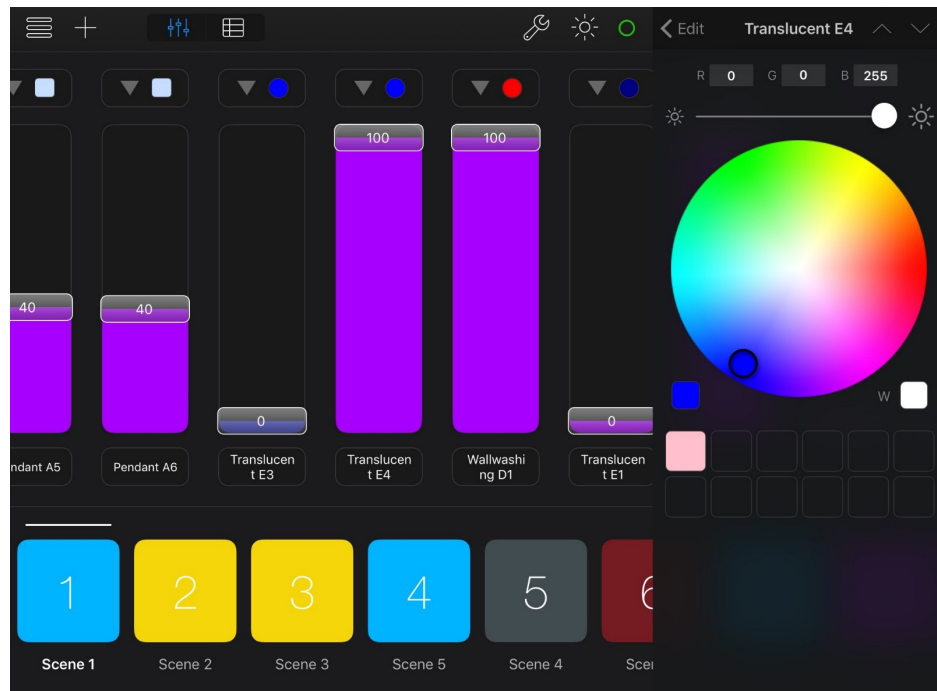 Edit
Translucent E4
R 0 G 0 B 255
100
100
40
40
0
0
W
ndant A5
Pendant A6
Translucen
t E3
Translucen
t E4
Wallwashi
ng D1
Translucen
t E1
1
2
3
4
5
6
Scene 1
Scene 2
Scene 3
Scene 5
Scene 4
Scen